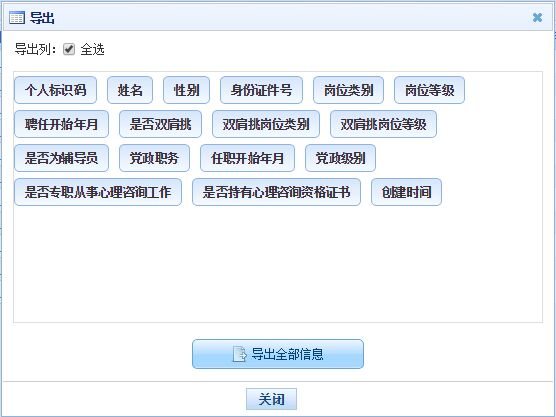 导出
导出列: 全选
个人标识码 姓名 性别 身份证件号 岗位类别 岗位等级
聘任开始年月 是否双肩挑 双肩挑岗位类别 双肩挑岗位等级
是否为辅导员 党政职务 任职开始年月 党政级别
是否专职从事心理咨询工作 是否持有心理咨询资格证书 创建时间
导出全部信息
关闭